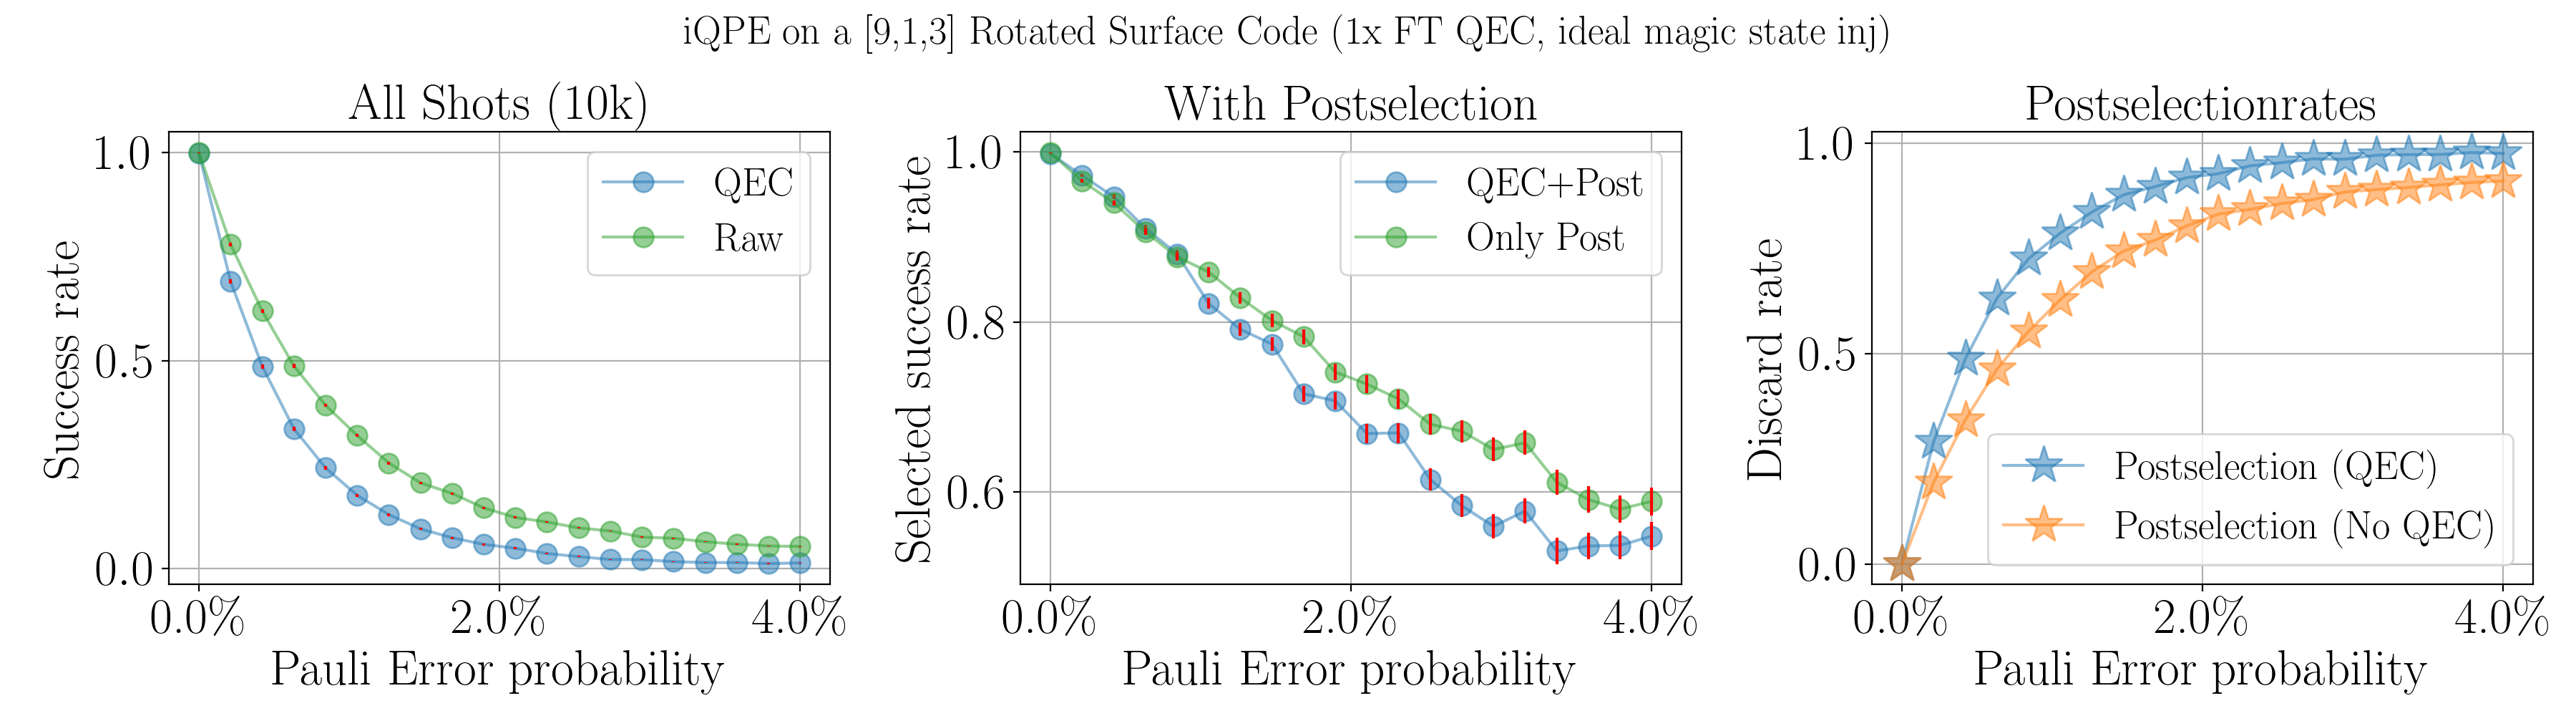 iQPE on a [9,1,3] Rotated Surface Code (1x FT QEC, ideal magic state inj)
All Shots (10k)
1.0
0.5
0.0
Success rate
QEC
Raw
0.0%
2.0%
4.0%
Pauli Error probability
With Postselection
1.0
0.8
0.6
Selected success rate
QEC+Post
Only Post
0.0%
2.0%
4.0%
Pauli Error probability
Postselectionrates
1.0
0.5
0.0
Discard rate
Postselection (QEC)
Postselection (No QEC)
0.0%
2.0%
4.0%
Pauli Error probability